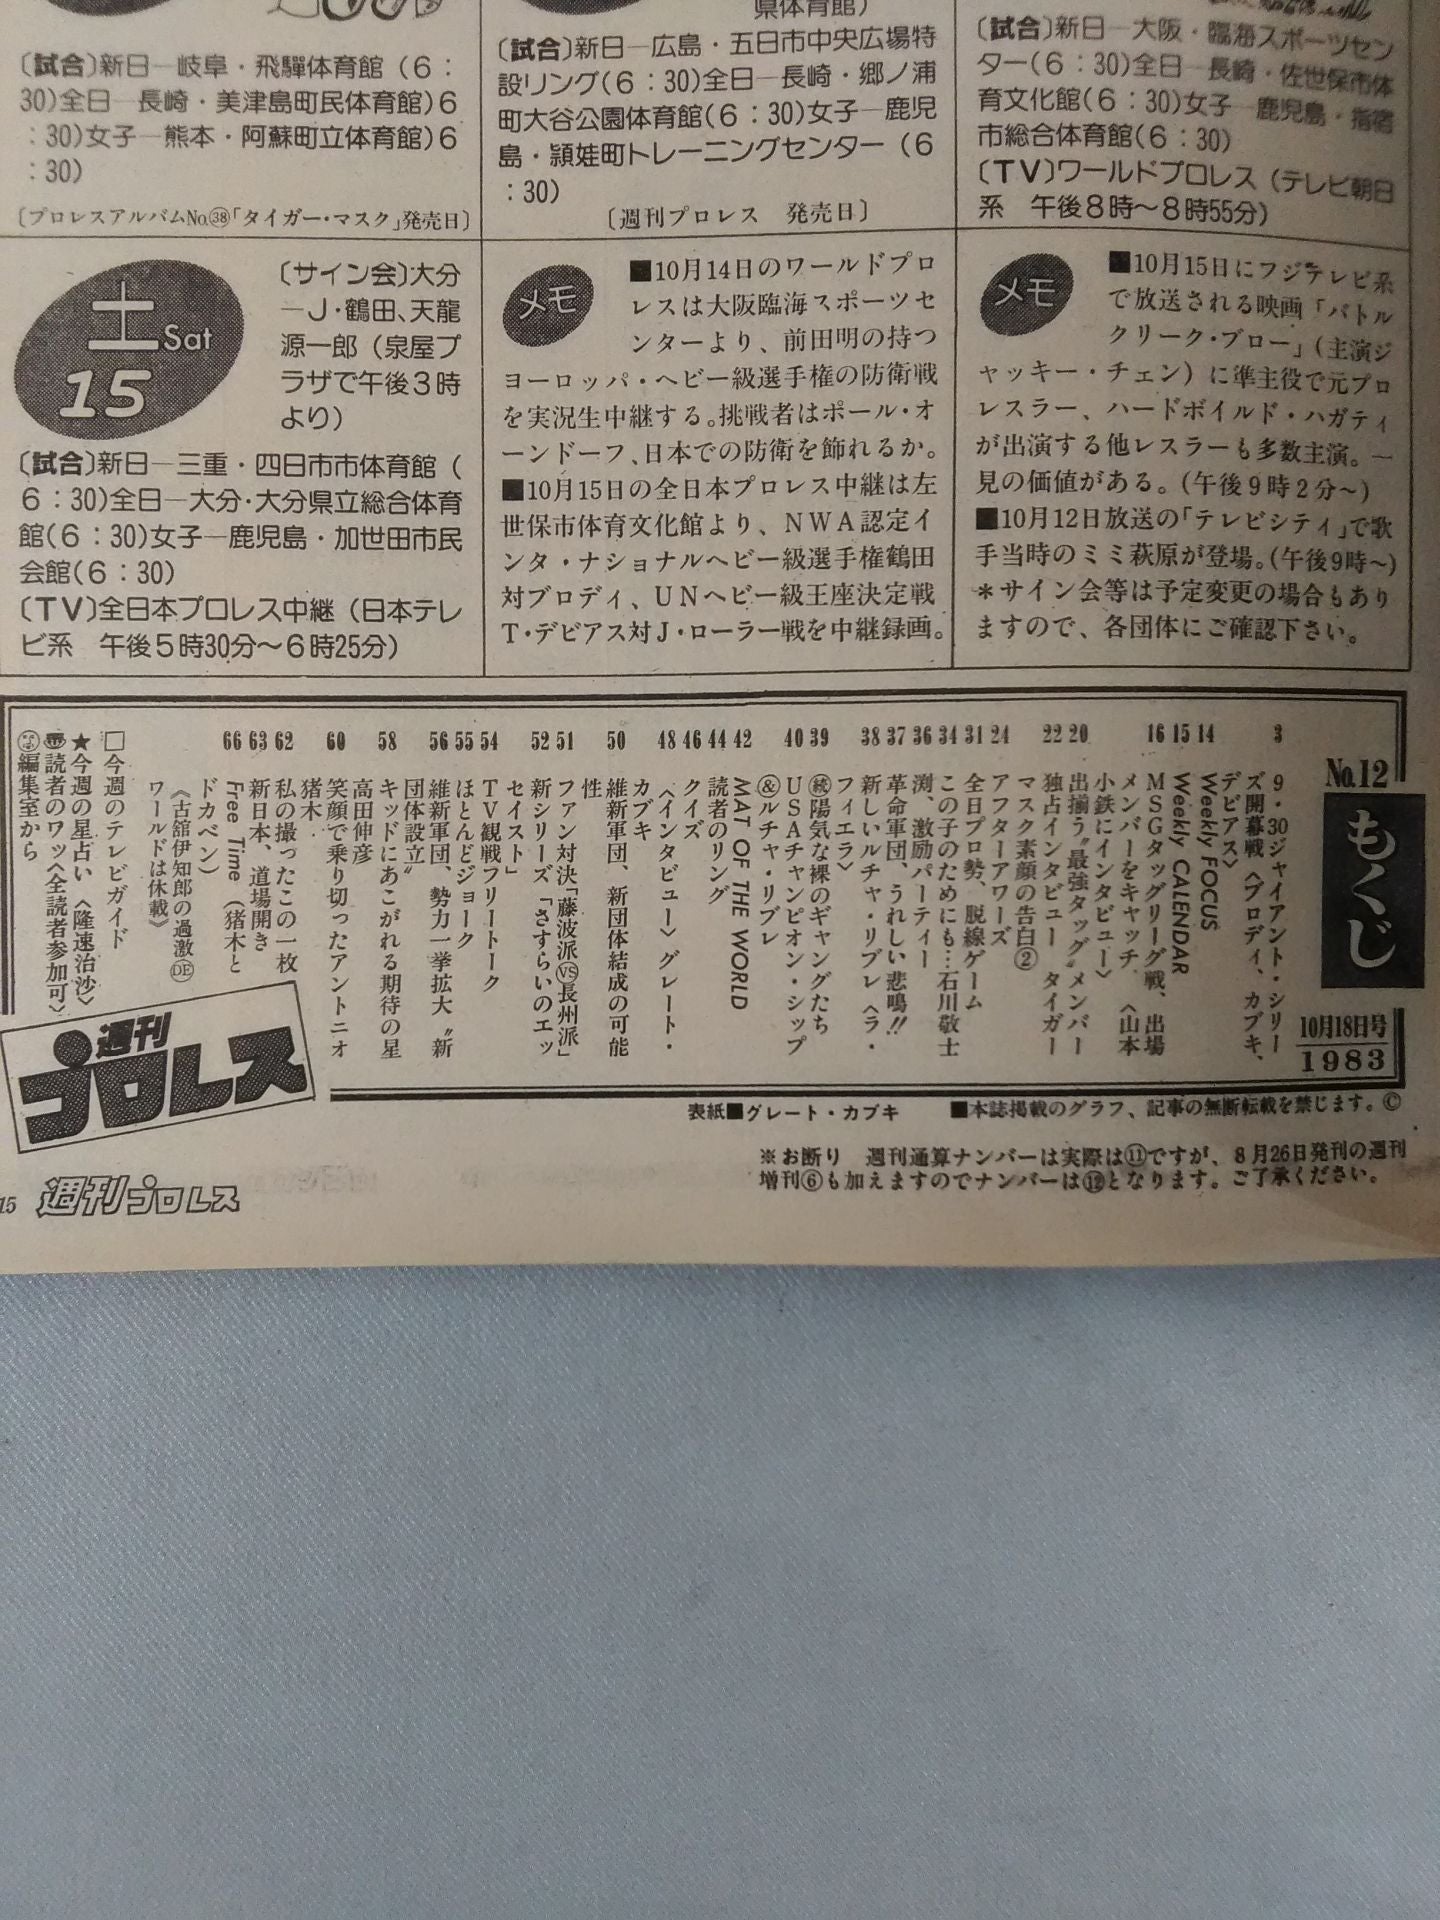 〔試合〕新日―岐阜・飛驒体育館(6：
30)全日―長崎・美津島町民体育館)6
：30)女子―熊本・阿蘇町立体育館)6
：30)
〔プロレスアルバムNo.㊳「タイガー・マスク」発売日〕
県体育館)
〔試合〕新日―広島・五日市中央広場特
設リング(6：30)全日―長崎・郷ノ浦
町大谷公園体育館(6：30)女子―鹿児
島・頴娃町トレーニングセンター(6
：30)
〔週刊プロレス　発売日〕
〔試合〕新日―大阪・臨海スポーツセン
ター(6：30)全日―長崎・佐世保市体
育文化館(6：30)女子―鹿児島・指宿
市総合体育館(6：30)
〔TV〕ワールドプロレス(テレビ朝日
系　午後8時〜8時55分)
土Sat
15
〔サイン会〕大分
―J・鶴田、天龍
源一郎(泉屋プ
ラザで午後3時
より)
〔試合〕新日―三重・四日市市体育館(
6：30)全日―大分・大分県立総合体育
館(6：30)女子―鹿児島・加世田市民
会館(6：30)
〔TV〕全日本プロレス中継(日本テレ
ビ系　午後5時30分〜6時25分)
メモ
■10月14日のワールドプロ
レスは大阪臨海スポーツセ
ンターより、前田明の持つ
ヨーロッパ・ヘビー級選手権の防衛戦
を実況生中継する。挑戦者はポール・オ
ーンドーフ、日本での防衛を飾れるか。
■10月15日の全日本プロレス中継は左
世保市体育文化館より、NWA認定イ
ンタ・ナショナルヘビー級選手権鶴田
対ブロディ、UNヘビー級王座決定戦
T・デビアス対J・ローラー戦を中継録画。
メモ
■10月15日にフジテレビ系
で放送される映画「バトル
クリーク・ブロー」(主演ジ
ャッキー・チェン)に準主役で元プロ
レスラー、ハードボイルド・ハガティ
が出演する他レスラーも多数主演。一
見の価値がある。(午後9時2分〜)
■10月12日放送の「テレビシティ」で歌
手当時のミミ萩原が登場。(午後9時〜)
＊サイン会等は予定変更の場合もあり
ますので、各団体にご確認下さい。
No.12
もくじ
10月18日号
1983
3
9・30ジャイアント・シリー
ズ開幕戦〈ブロディ、カブキ、
デビアス〉
14
Weekly FOCUS
15
Weekly CALENDAR
16
MSGタッグリーグ戦、出場
メンバーをキャッチ〈山本
小鉄にインタビュー〉
20
出揃う“最強タッグ”メンバー
22
独占インタビュー　タイガー
マスク素顔の告白②
24
アフターアワーズ
31
全日プロ勢、脱線ゲーム
34
この子のためにも…石川敬士
36
渕、激励パーティー
37
革命軍団、うれしい悲鳴!!
38
新しいルチャ・リブレ〈ラ・
フィエラ〉
39
㊕陽気な裸のギャングたち
40
USAチャンピオン・シップ
&ルチャ・リブレ
42
MAT OF THE WORLD
44
読者のリング
46
クイズ
48
〈インタビュー〉グレート・
カブキ
50
維新軍団、新団体結成の可能
性
51
ファン対決「藤波派VS長州派」
52
新シリーズ「さすらいのエッ
セイスト」
54
TV観戦フリートーク
55
ほとんどジョーク
56
維新軍団、勢力一挙拡大 “新
団体設立”
58
キッドにあこがれる期待の星
高田伸彦
60
笑顔で乗り切ったアントニオ
猪木
62
私の撮ったこの一枚
63
新日本、道場開き
66
Free Time (猪木と
ドカベン)
《古舘伊知郎の過激DE
ワールドは休載》
□今週のテレビガイド
★今週の星占い〈隆速治沙〉
読者のワッ〈全読者参加可〉
編集室から
週刊
プロレス
表紙■グレート・カブキ
■本誌掲載のグラフ、記事の無断転載を禁じます。©
※お断り　週刊通算ナンバーは実際は⑪ですが、8月26日発刊の週刊
増刊⑥も加えますのでナンバーは⑫となります。ご了承ください。
15 週刊プロレス